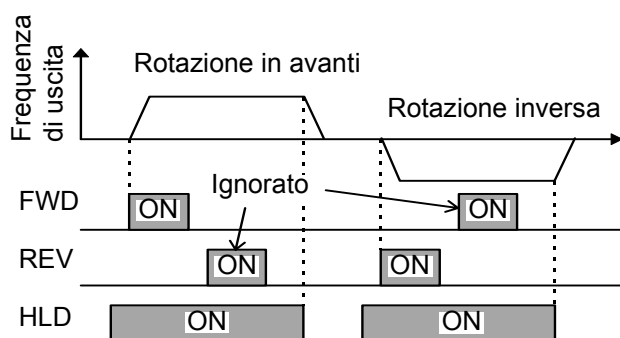 Frequenza
di uscita
Rotazione in avanti
Rotazione inversa
Ignorato
FWD
ON
ON
REV
ON
ON
HLD
ON
ON